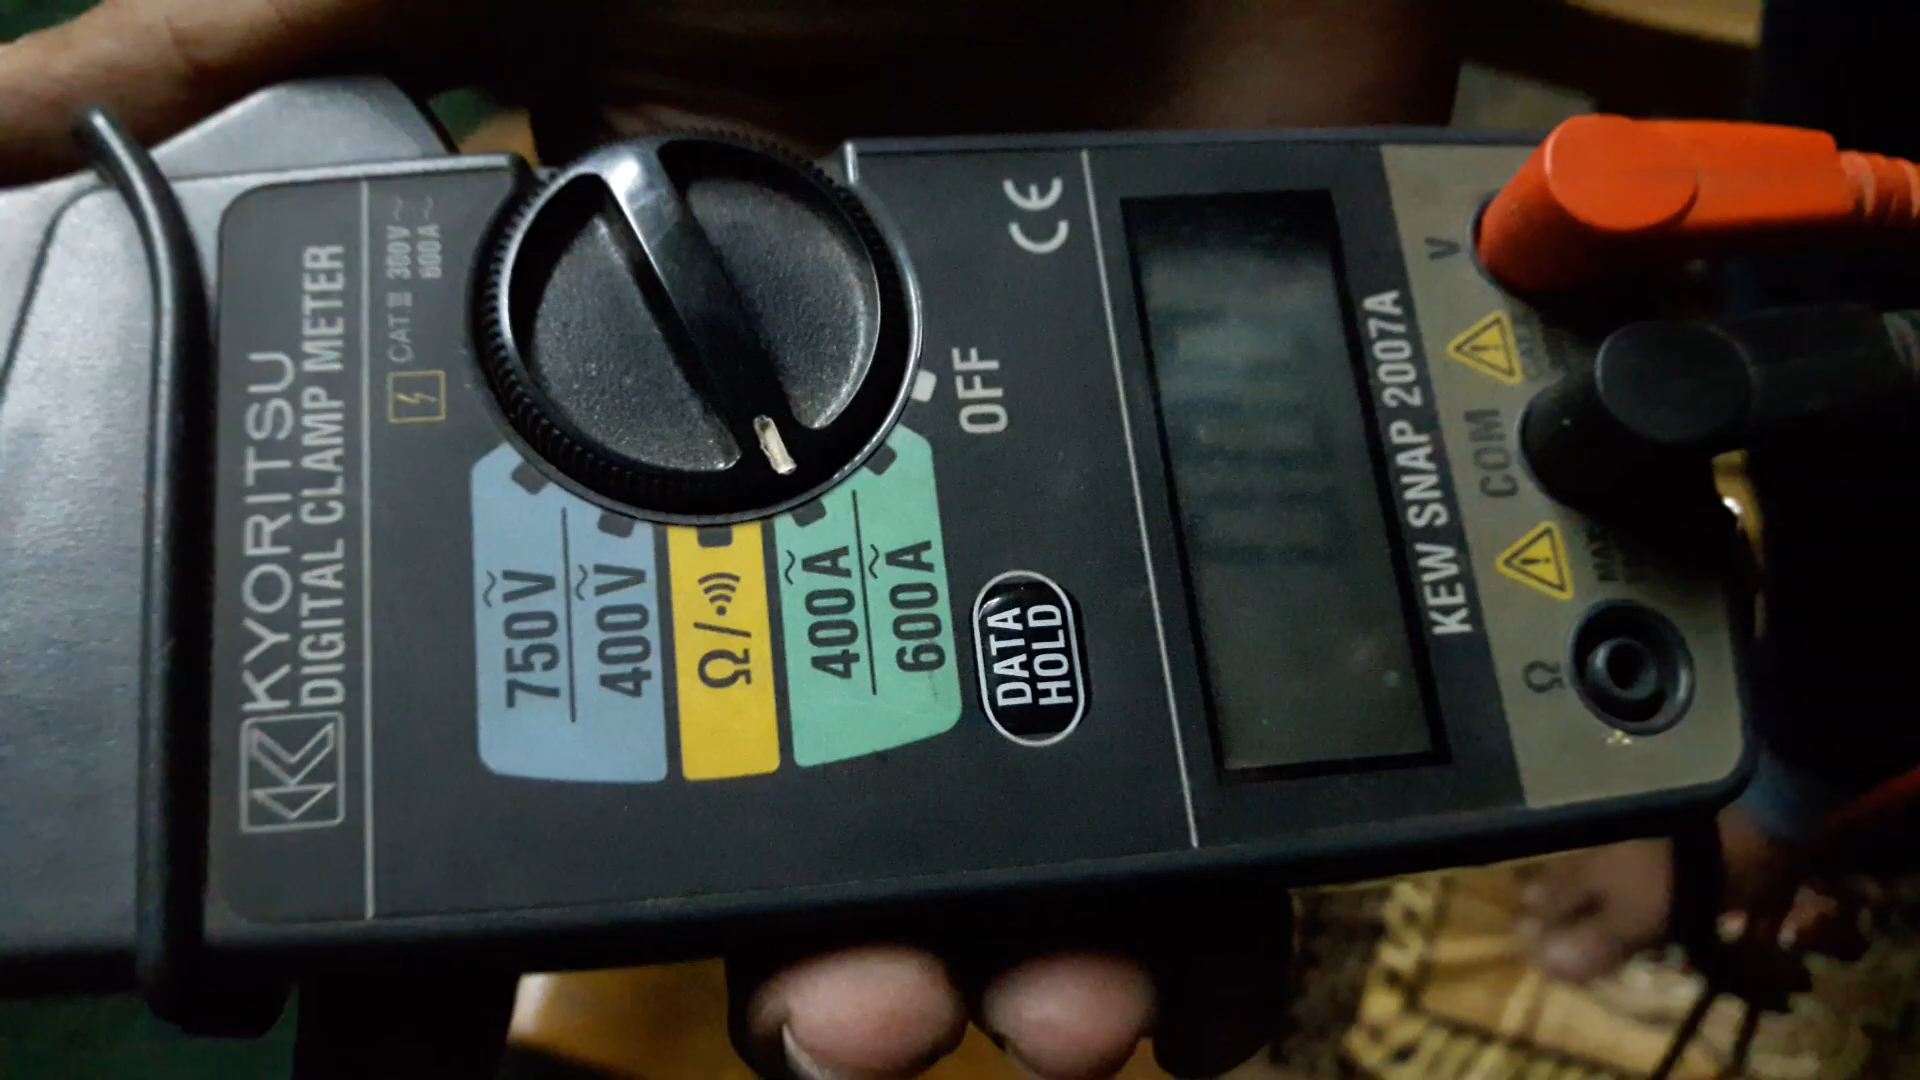 KYORITSU
DIGITAL CLAMP METER
CAT III 300V~
600A~
750V
400V
Ω/
400A
600A
OFF
CE
DATA
HOLD
KEW SNAP 2007A
V
COM
Ω